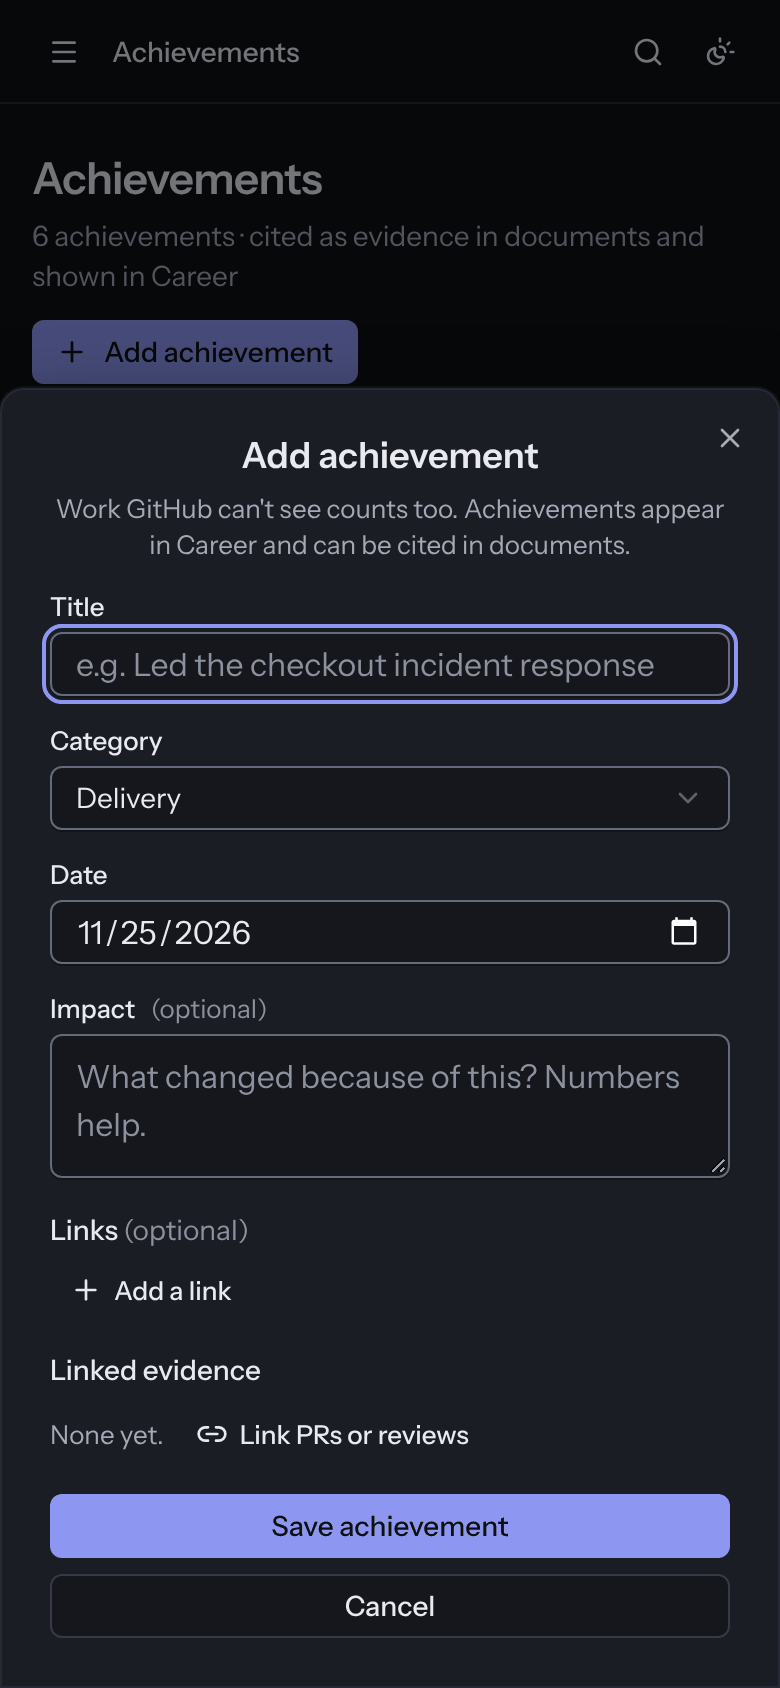 Achievements
Achievements
6 achievements · cited as evidence in documents and
shown in Career
Add achievement
Add achievement
Work GitHub can't see counts too. Achievements appear
in Career and can be cited in documents.
Title
e.g. Led the checkout incident response
Category
Delivery
Date
11/25/2026
Impact (optional)
What changed because of this? Numbers
help.
Links (optional)
Add a link
Linked evidence
None yet. Link PRs or reviews
Save achievement
Cancel